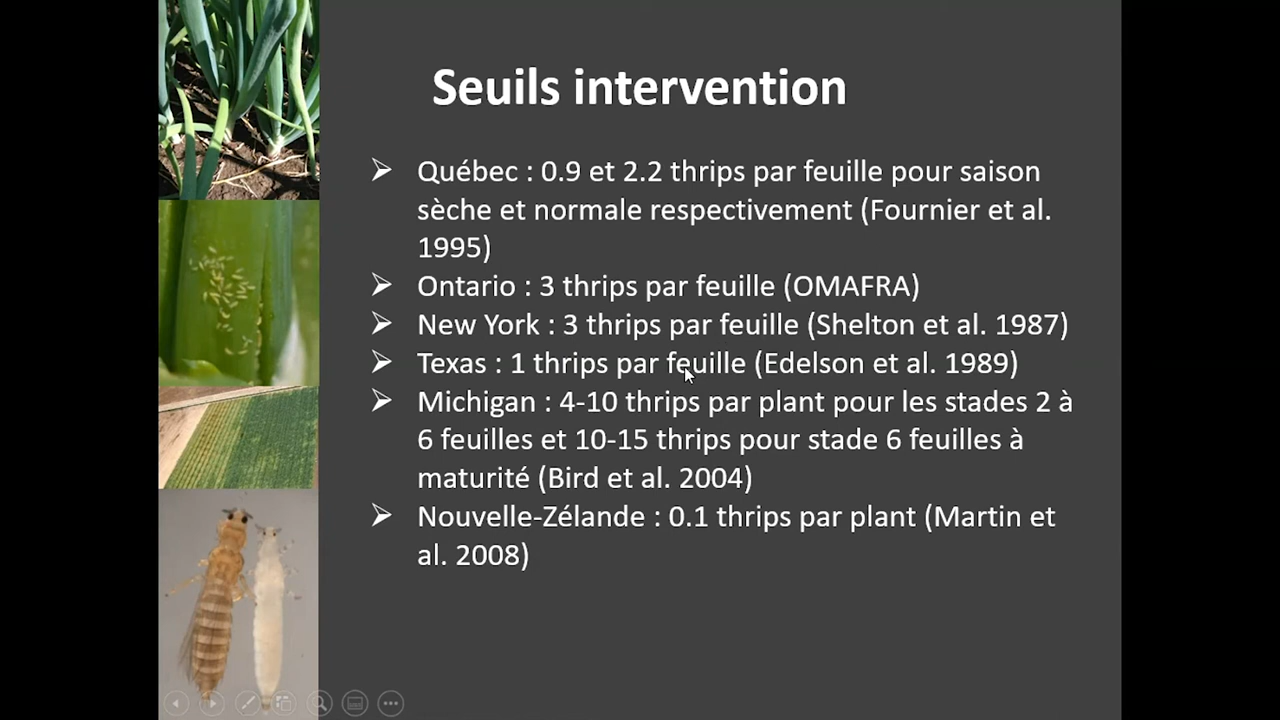 Seuils intervention
Québec : 0.9 et 2.2 thrips par feuille pour saison
sèche et normale respectivement (Fournier et al.
1995)
Ontario : 3 thrips par feuille (OMAFRA)
New York : 3 thrips par feuille (Shelton et al. 1987)
Texas : 1 thrips par feuille (Edelson et al. 1989)
Michigan : 4-10 thrips par plant pour les stades 2 à
6 feuilles et 10-15 thrips pour stade 6 feuilles à
maturité (Bird et al. 2004)
Nouvelle-Zélande : 0.1 thrips par plant (Martin et
al. 2008)